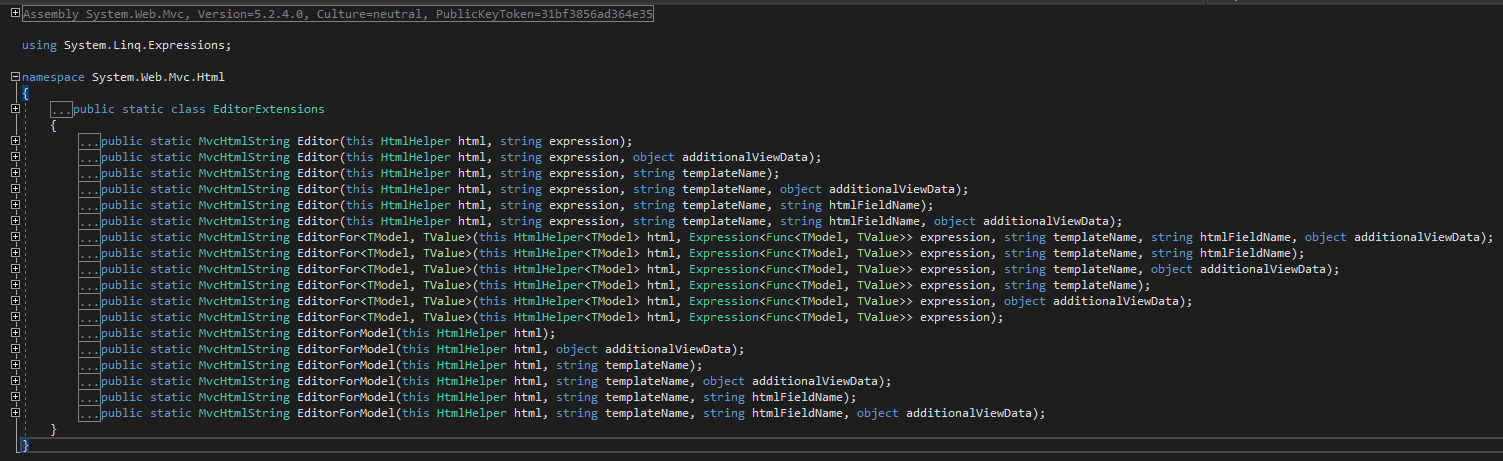 Assembly System.Web.Mvc, Version=5.2.4.0, Culture=neutral, PublicKeyToken=31bf3856ad364e35
using System.Linq.Expressions;
namespace System.Web.Mvc.Html
{
...public static class EditorExtensions
{
...public static MvcHtmlString Editor(this HtmlHelper html, string expression);
...public static MvcHtmlString Editor(this HtmlHelper html, string expression, object additionalViewData);
...public static MvcHtmlString Editor(this HtmlHelper html, string expression, string templateName);
...public static MvcHtmlString Editor(this HtmlHelper html, string expression, string templateName, object additionalViewData);
...public static MvcHtmlString Editor(this HtmlHelper html, string expression, string templateName, string htmlFieldName);
...public static MvcHtmlString Editor(this HtmlHelper html, string expression, string templateName, string htmlFieldName, object additionalViewData);
...public static MvcHtmlString EditorFor<TModel, TValue>(this HtmlHelper<TModel> html, Expression<Func<TModel, TValue>> expression, string templateName, string htmlFieldName, object additionalViewData);
...public static MvcHtmlString EditorFor<TModel, TValue>(this HtmlHelper<TModel> html, Expression<Func<TModel, TValue>> expression, string templateName, string htmlFieldName);
...public static MvcHtmlString EditorFor<TModel, TValue>(this HtmlHelper<TModel> html, Expression<Func<TModel, TValue>> expression, string templateName, object additionalViewData);
...public static MvcHtmlString EditorFor<TModel, TValue>(this HtmlHelper<TModel> html, Expression<Func<TModel, TValue>> expression, string templateName);
...public static MvcHtmlString EditorFor<TModel, TValue>(this HtmlHelper<TModel> html, Expression<Func<TModel, TValue>> expression, object additionalViewData);
...public static MvcHtmlString EditorFor<TModel, TValue>(this HtmlHelper<TModel> html, Expression<Func<TModel, TValue>> expression);
...public static MvcHtmlString EditorForModel(this HtmlHelper html);
...public static MvcHtmlString EditorForModel(this HtmlHelper html, object additionalViewData);
...public static MvcHtmlString EditorForModel(this HtmlHelper html, string templateName);
...public static MvcHtmlString EditorForModel(this HtmlHelper html, string templateName, object additionalViewData);
...public static MvcHtmlString EditorForModel(this HtmlHelper html, string templateName, string htmlFieldName);
...public static MvcHtmlString EditorForModel(this HtmlHelper html, string templateName, string htmlFieldName, object additionalViewData);
}
}